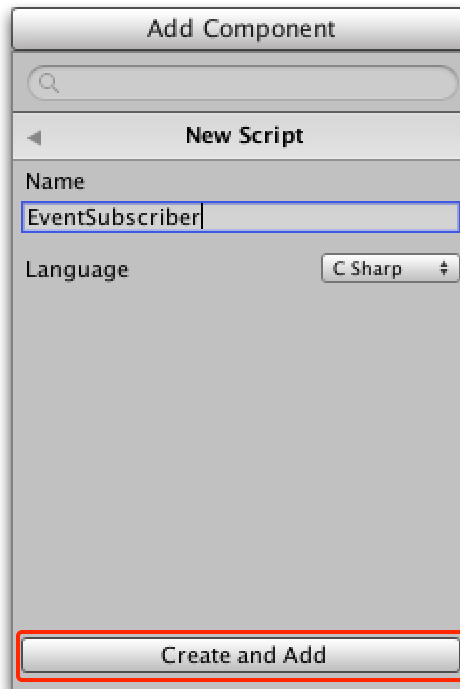 Add Component
New Script
Name
EventSubscriber
Language
C Sharp
Create and Add